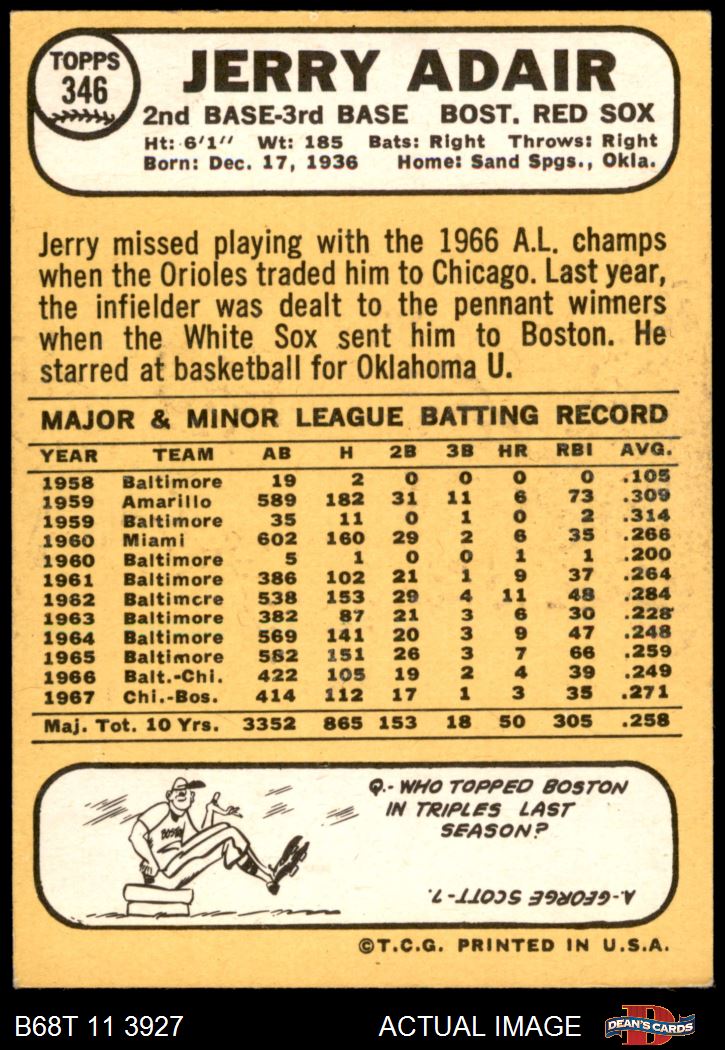 TOPPS
346
JERRY ADAIR
2nd BASE-3rd BASE BOST. RED SOX
Ht: 6'1" Wt: 185 Bats: Right Throws: Right
Born: Dec. 17, 1936 Home: Sand Spgs., Okla.
Jerry missed playing with the 1966 A.L. champs
when the Orioles traded him to Chicago. Last year,
the infielder was dealt to the pennant winners
when the White Sox sent him to Boston. He
starred at basketball for Oklahoma U.
MAJOR & MINOR LEAGUE BATTING RECORD
YEAR TEAM AB H 2B 3B HR RBI AVG.
1958 Baltimore 19 2 0 0 0 0 .105
1959 Amarillo 589 182 31 11 6 73 .309
1959 Baltimore 35 11 0 1 0 2 .314
1960 Miami 602 160 29 2 6 35 .266
1960 Baltimore 5 1 0 0 1 1 .200
1961 Baltimore 386 102 21 1 9 37 .264
1962 Baltimore 538 153 29 4 11 48 .284
1963 Baltimore 382 87 21 3 6 30 .228
1964 Baltimore 569 141 20 3 9 47 .248
1965 Baltimore 582 151 26 3 7 66 .259
1966 Balt.-Chi. 422 105 19 2 4 39 .249
1967 Chi.-Bos. 414 112 17 1 3 35 .271
Maj. Tot. 10 Yrs. 3352 865 153 18 50 305 .258
BOSTON
Q.- WHO TOPPED BOSTON
IN TRIPLES LAST
SEASON?
A-GEORGE SCOTT-7.
©T.C.G. PRINTED IN U.S.A.
B68T 11 3927 ACTUAL IMAGE DEAN'S CARDS